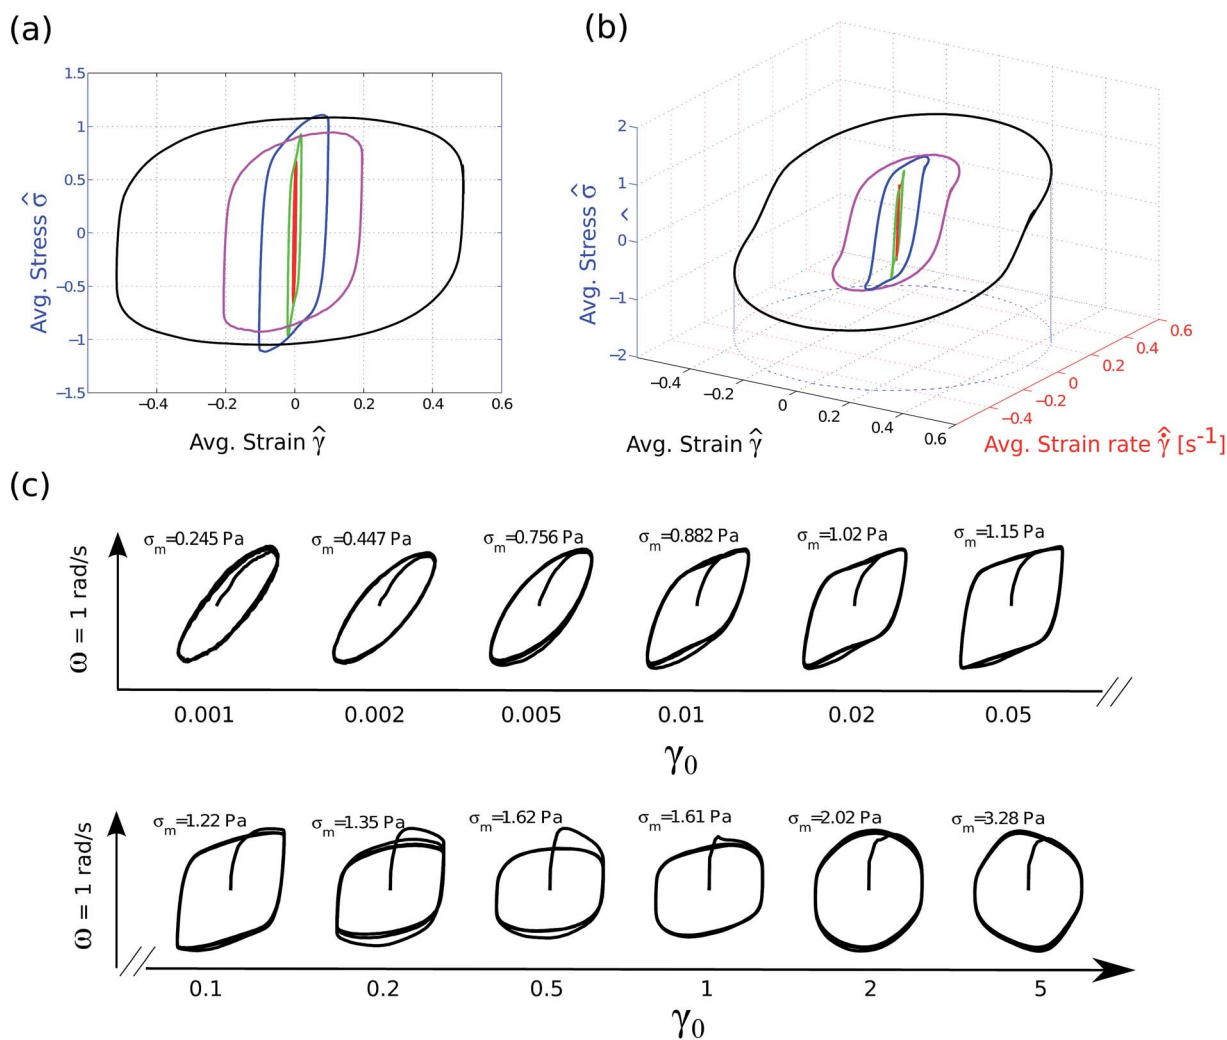 (a)
1.5
1
0.5
0
−0.5
−1
−1.5
Avg. Stress σ̂
−0.4 −0.2 0 0.2 0.4 0.6
Avg. Strain γ̂
(b)
2
1
0
−1
−2
Avg. Stress σ̂
^
−0.4 −0.2 0 0.2 0.4 0.6
Avg. Strain γ̂
−0.4 −0.2 0 0.2 0.4 0.6
Avg. Strain rate γ̂̇ [s⁻¹]
(c)
ω = 1 rad/s
σₘ=0.245 Pa σₘ=0.447 Pa σₘ=0.756 Pa σₘ=0.882 Pa σₘ=1.02 Pa σₘ=1.15 Pa
0.001 0.002 0.005 0.01 0.02 0.05
γ₀
ω = 1 rad/s
σₘ=1.22 Pa σₘ=1.35 Pa σₘ=1.62 Pa σₘ=1.61 Pa σₘ=2.02 Pa σₘ=3.28 Pa
0.1 0.2 0.5 1 2 5
γ₀